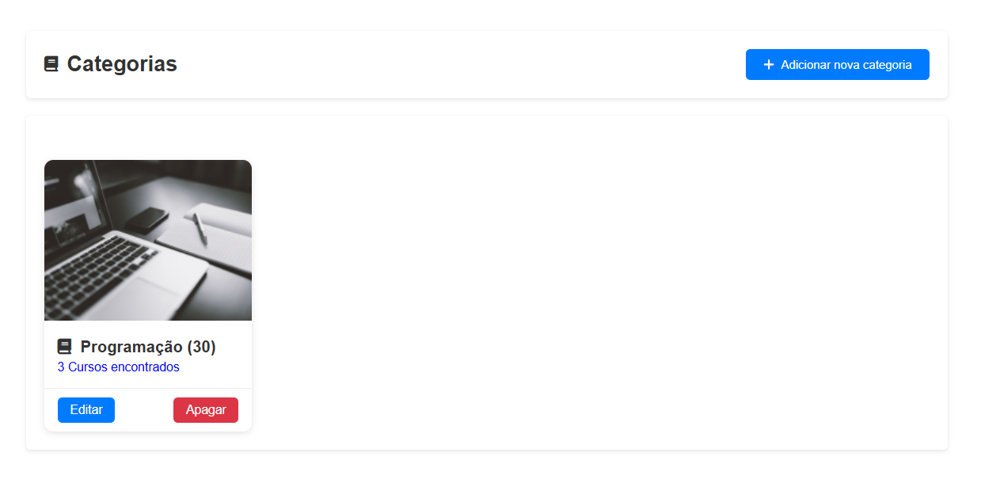 Categorias
Adicionar nova categoria
Programação (30)
3 Cursos encontrados
Editar
Apagar